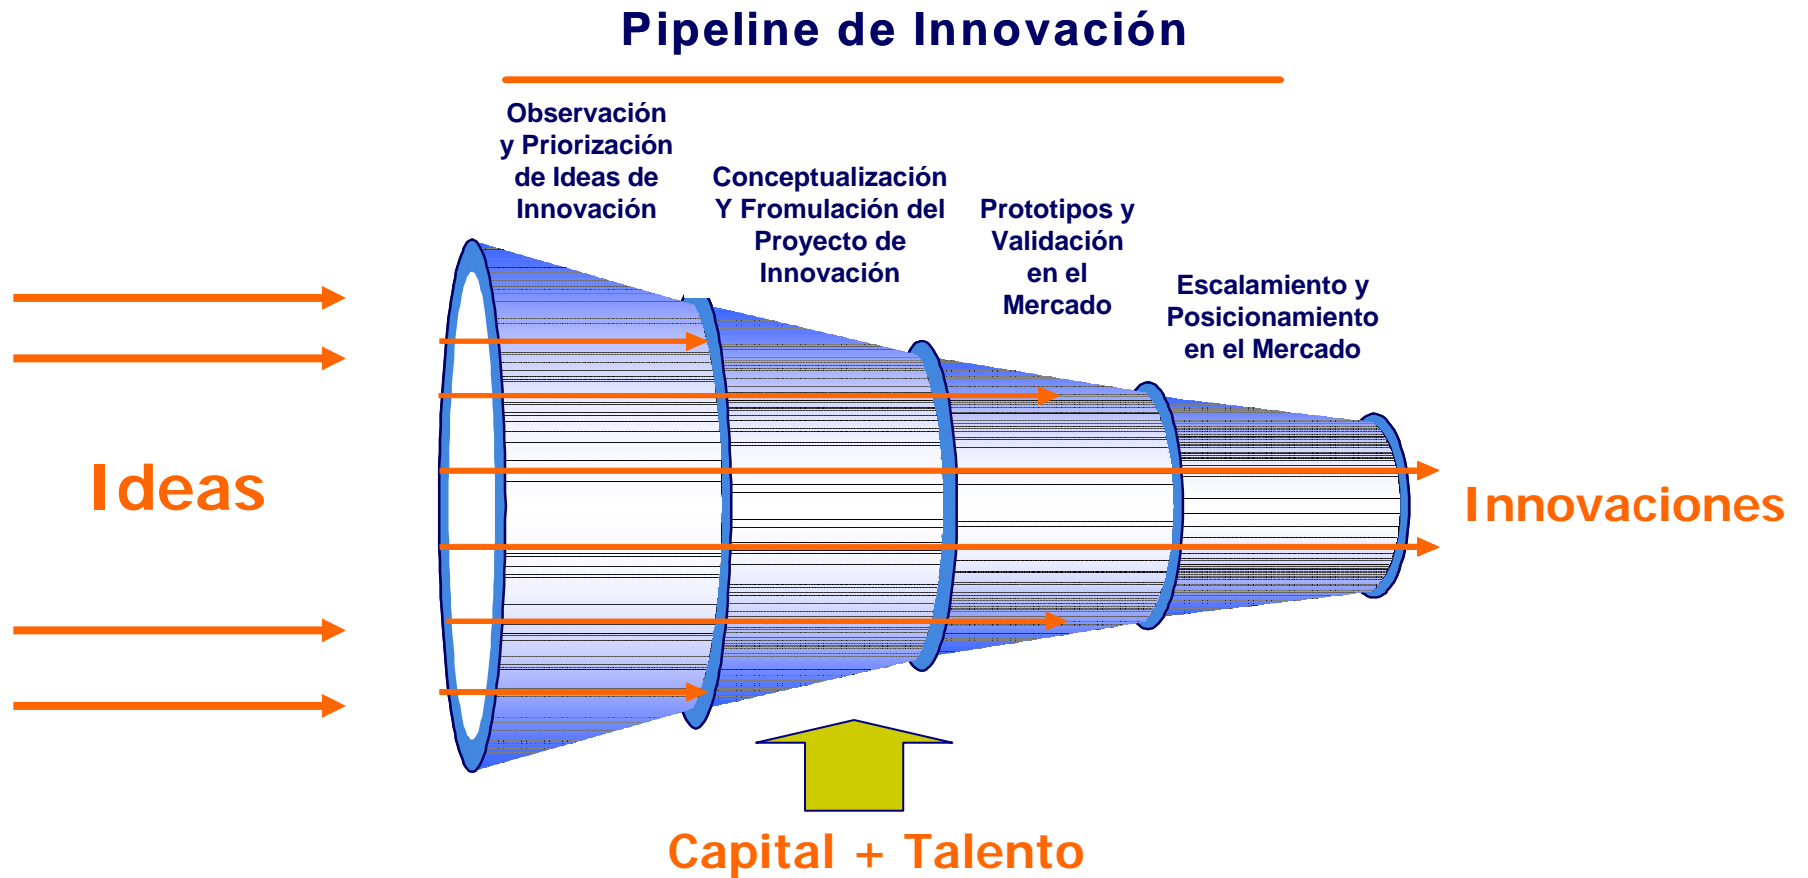 Pipeline de Innovación
Observación
y Priorización
de Ideas de
Innovación
Conceptualización
Y Fromulación del
Proyecto de
Innovación
Prototipos y
Validación
en el
Mercado
Escalamiento y
Posicionamiento
en el Mercado
Ideas
Innovaciones
Capital + Talento